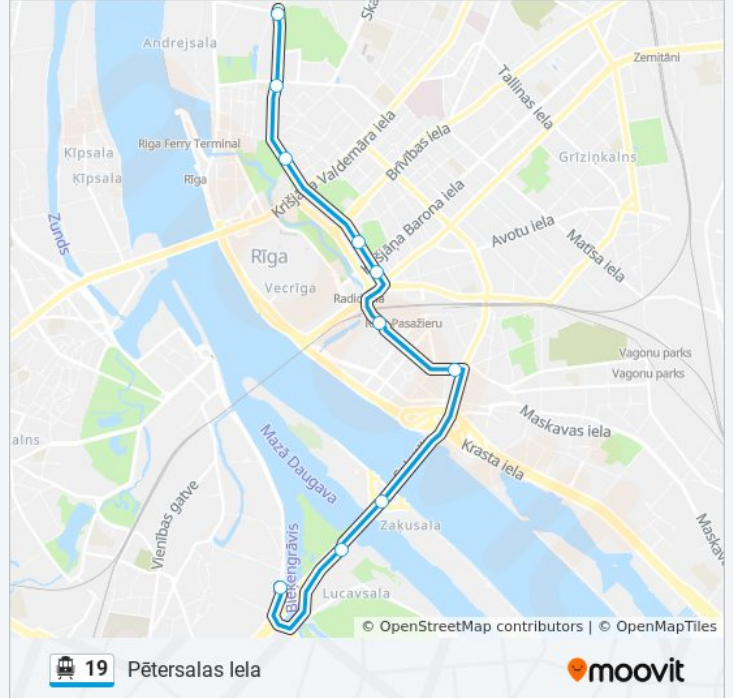 Andrejsala
Zemitāni
Tallinas iela
Riga Ferry Terminal
Ķīpsala
Ķīpsala
Rīga
Krišjāņa Valdemāra iela
Brīvības iela
Grīziņkalns
Zunds
Krišjāņa Barona iela
Avotu iela
Matīsa iela
Rīga
Vecrīga
Pasažieru
Vagonu parks
Vagonu parks
Maskavas iela
Krasta iela
Mazā Daugava
Vienības gatve
Zaķusala
Bieķengrāvis
Lucavsala
© OpenStreetMap contributors | © OpenMapTiles
19 Pētersalas Iela
moovit